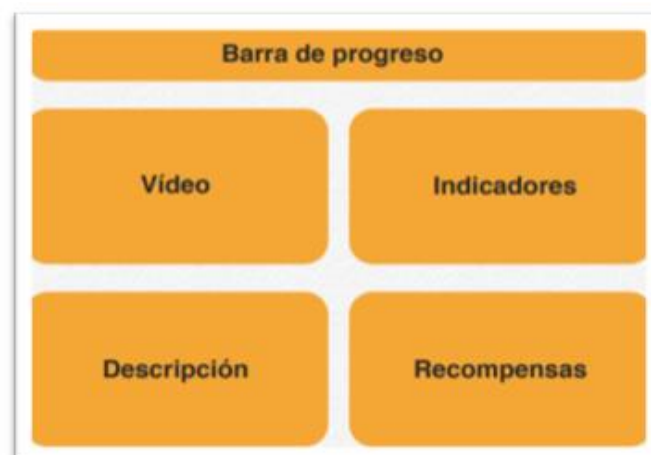 Barra de progreso
Vídeo
Indicadores
Descripción
Recompensas